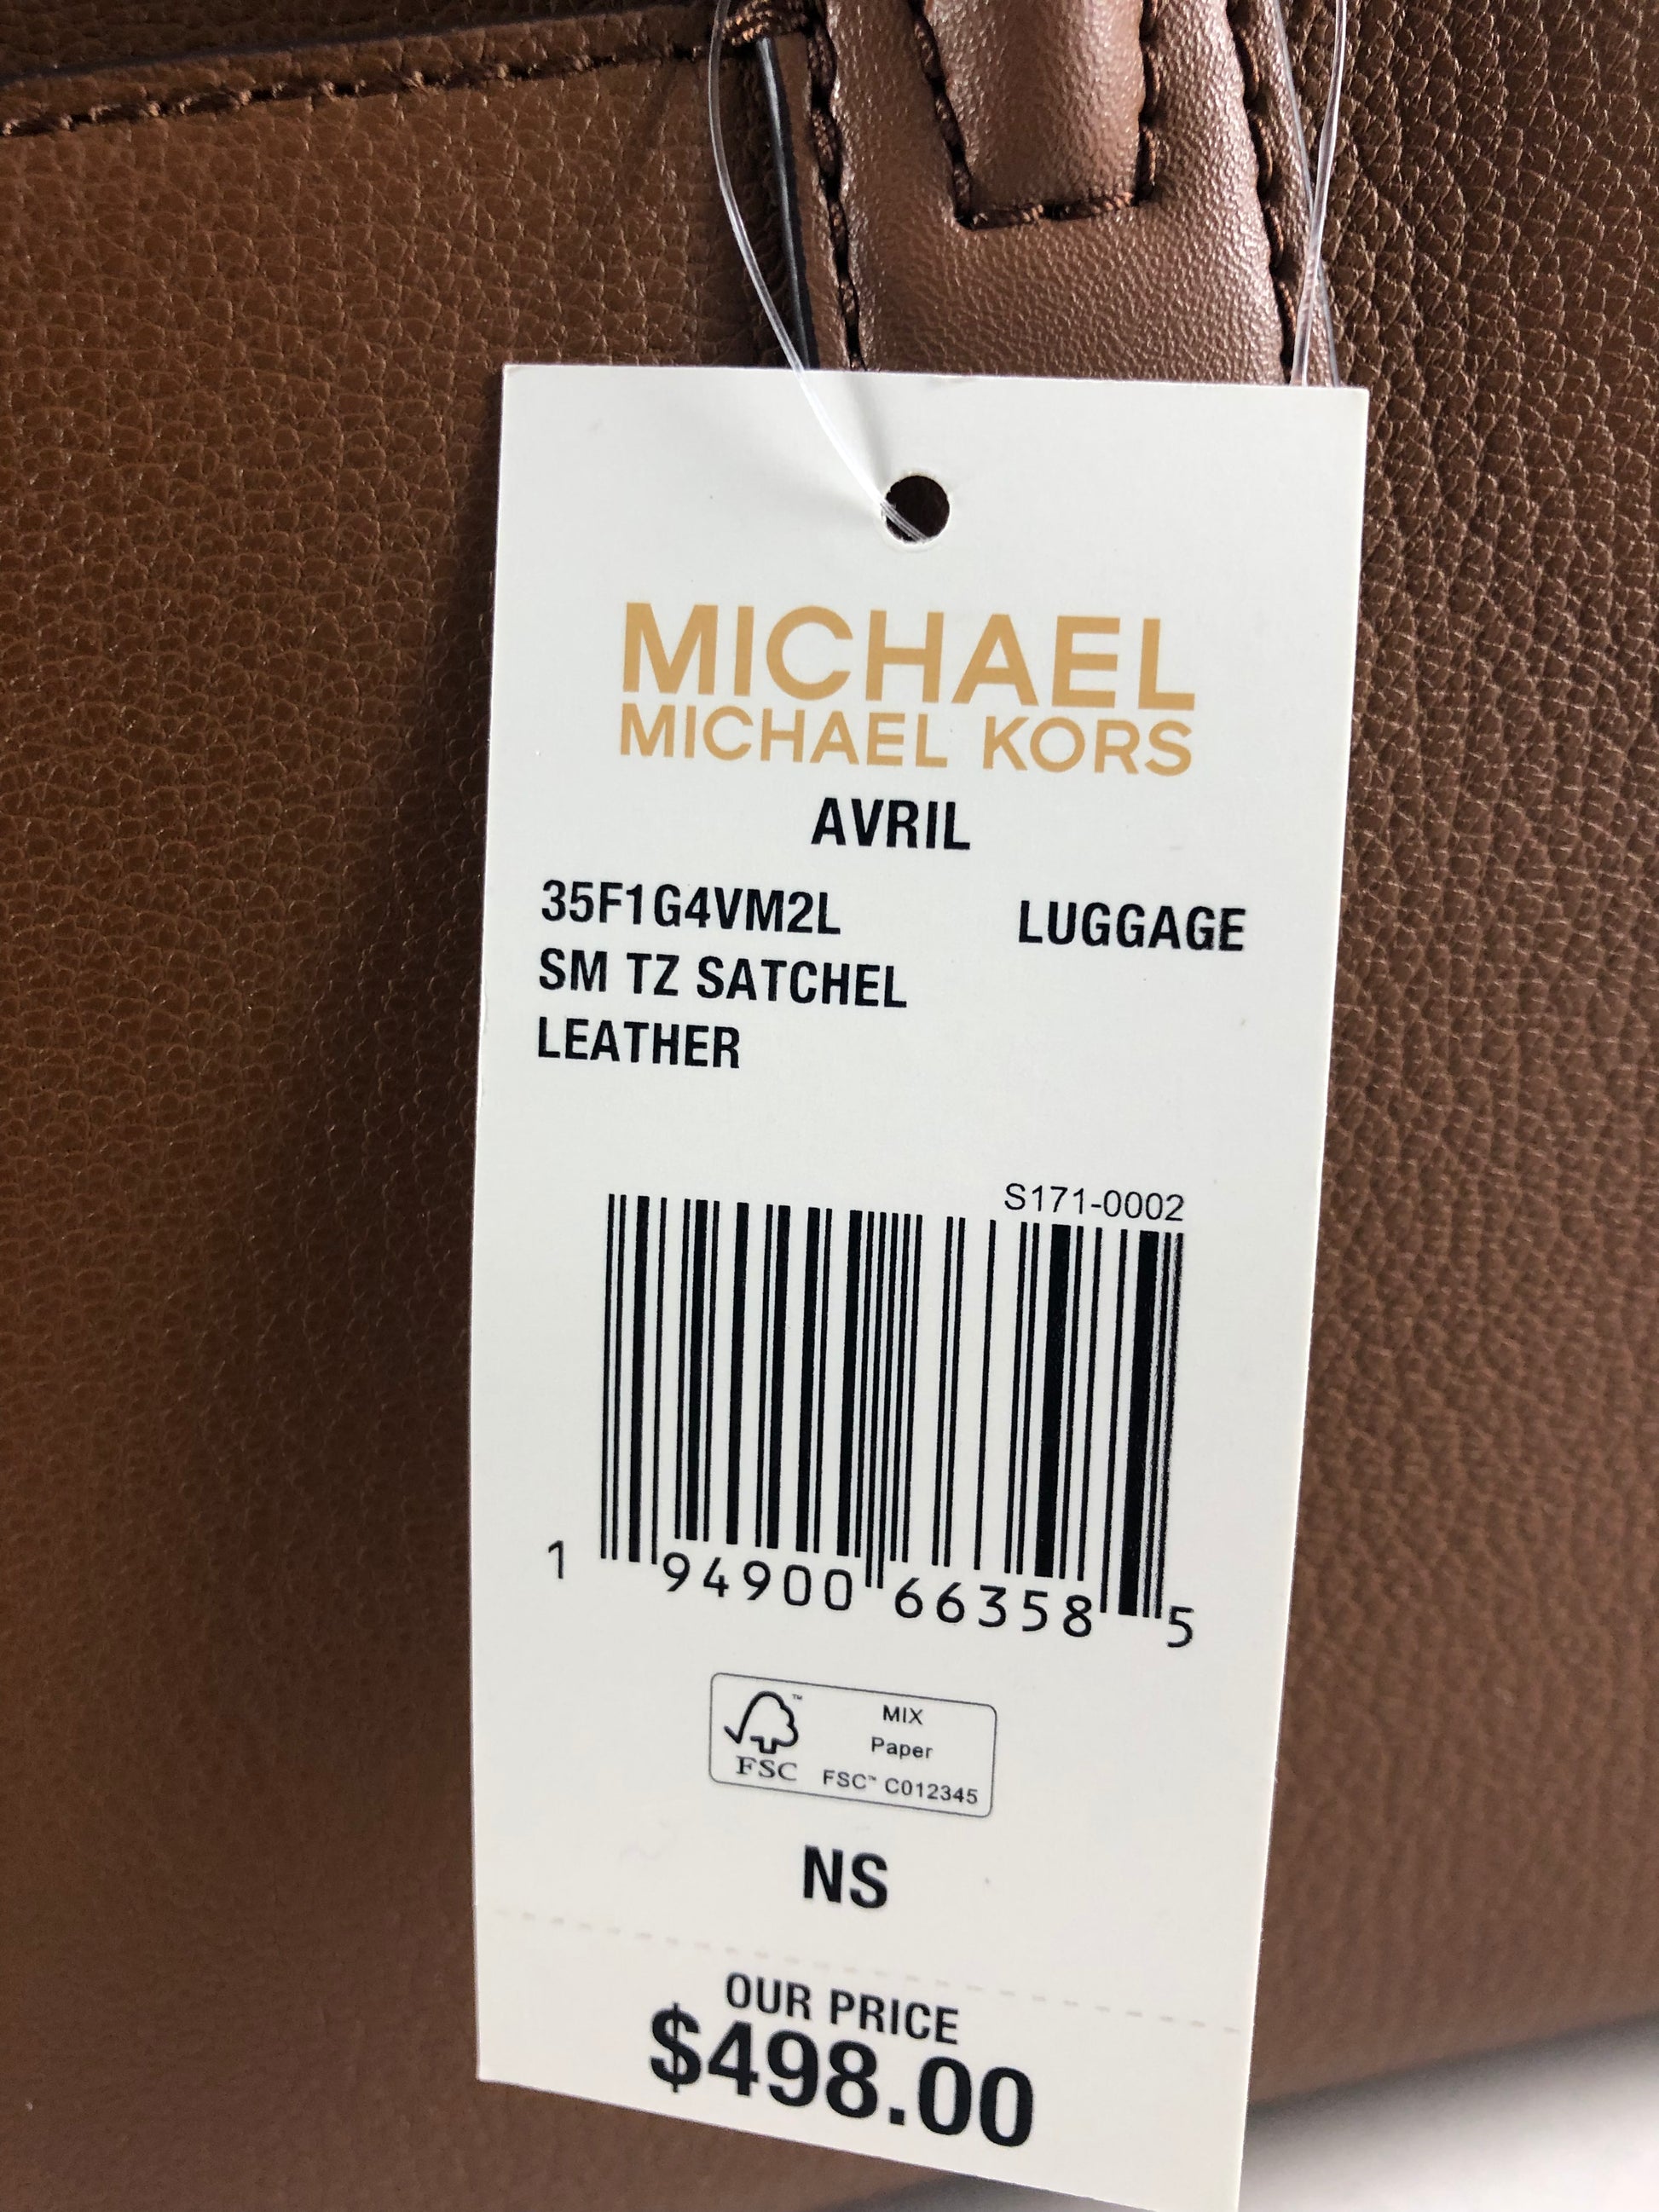 MICHAEL
MICHAEL KORS
AVRIL
35F1G4VM2L LUGGAGE
SM TZ SATCHEL
LEATHER
S171-0002
1 94900 66358 5
FSC™
MIX
Paper
FSC™ C012345
NS
OUR PRICE
$498.00